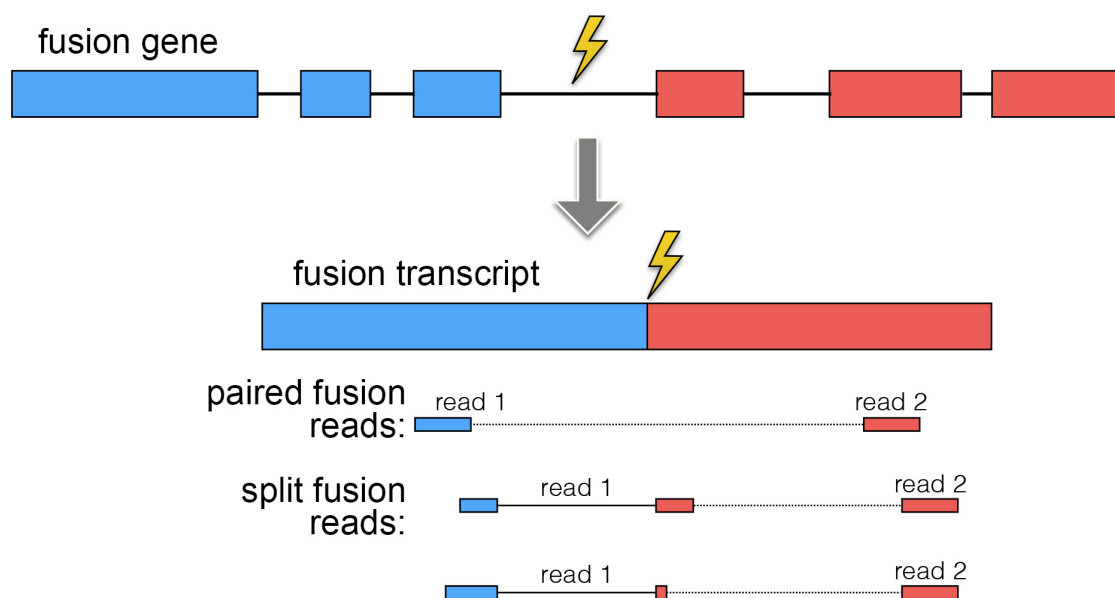 fusion gene
fusion transcript
paired fusion
reads:
read 1
read 2
split fusion
reads:
read 1
read 2
read 1
read 2